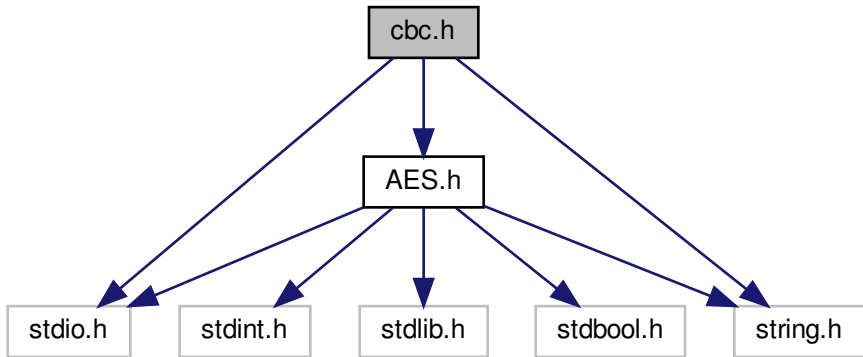 cbc.h
AES.h
stdio.h
stdint.h
stdlib.h
stdbool.h
string.h